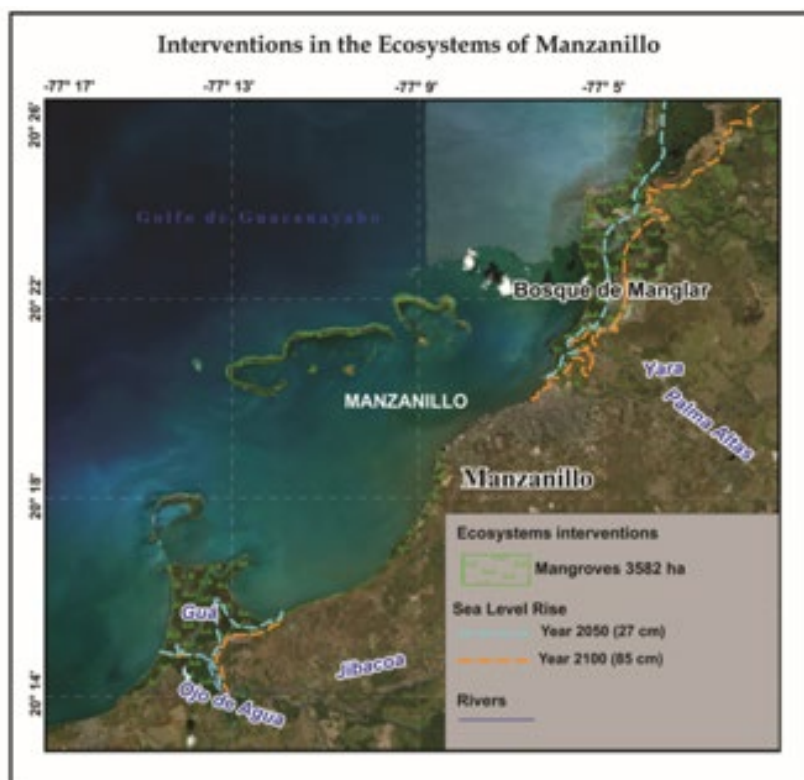 Interventions in the Ecosystems of Manzanillo
-77° 17'
-77° 13'
-77° 9'
-77° 5'
20° 26'
20° 22'
20° 18'
20° 14'
Golfo de Guacanayabo
Bosque de Manglar
Yara
Palma Altas
MANZANILLO
Manzanillo
Guá
Jibacoa
Ojo de Agua
Ecosystems interventions
Mangroves 3582 ha
Sea Level Rise
Year 2050 (27 cm)
Year 2100 (85 cm)
Rivers